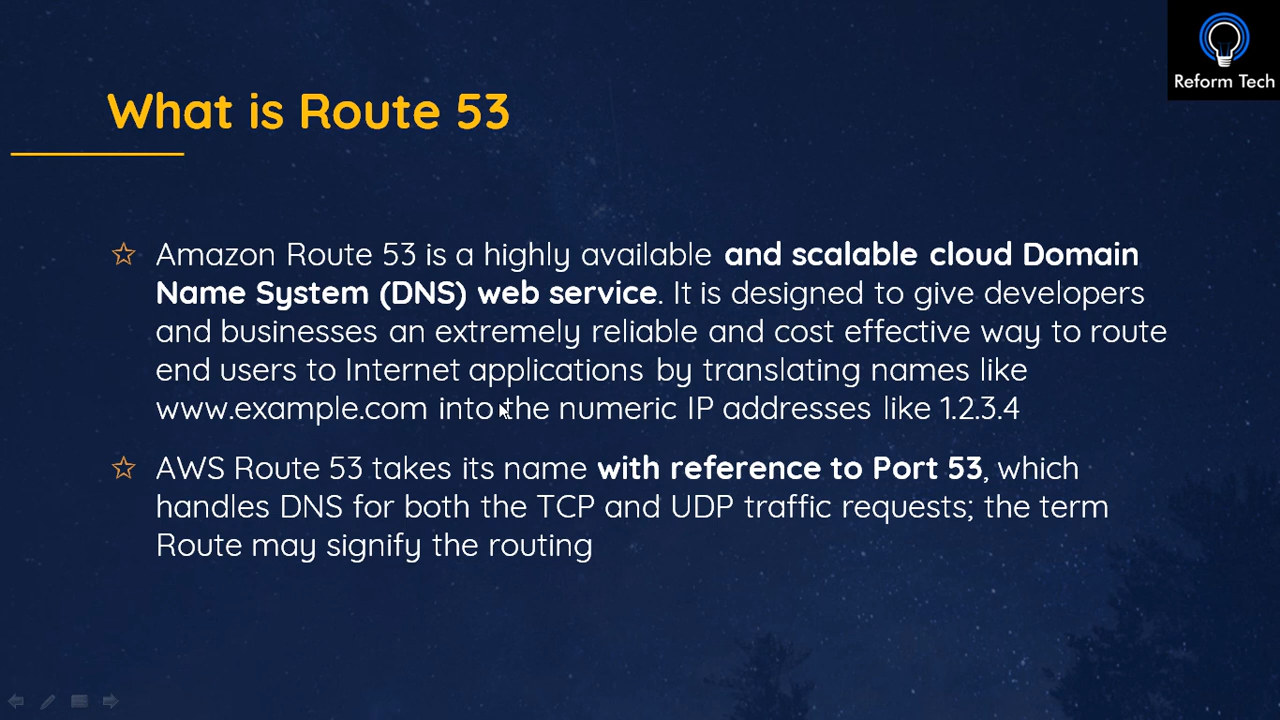 Reform Tech
What is Route 53
Amazon Route 53 is a highly available and scalable cloud Domain
Name System (DNS) web service. It is designed to give developers
and businesses an extremely reliable and cost effective way to route
end users to Internet applications by translating names like
www.example.com into the numeric IP addresses like 1.2.3.4
AWS Route 53 takes its name with reference to Port 53, which
handles DNS for both the TCP and UDP traffic requests; the term
Route may signify the routing